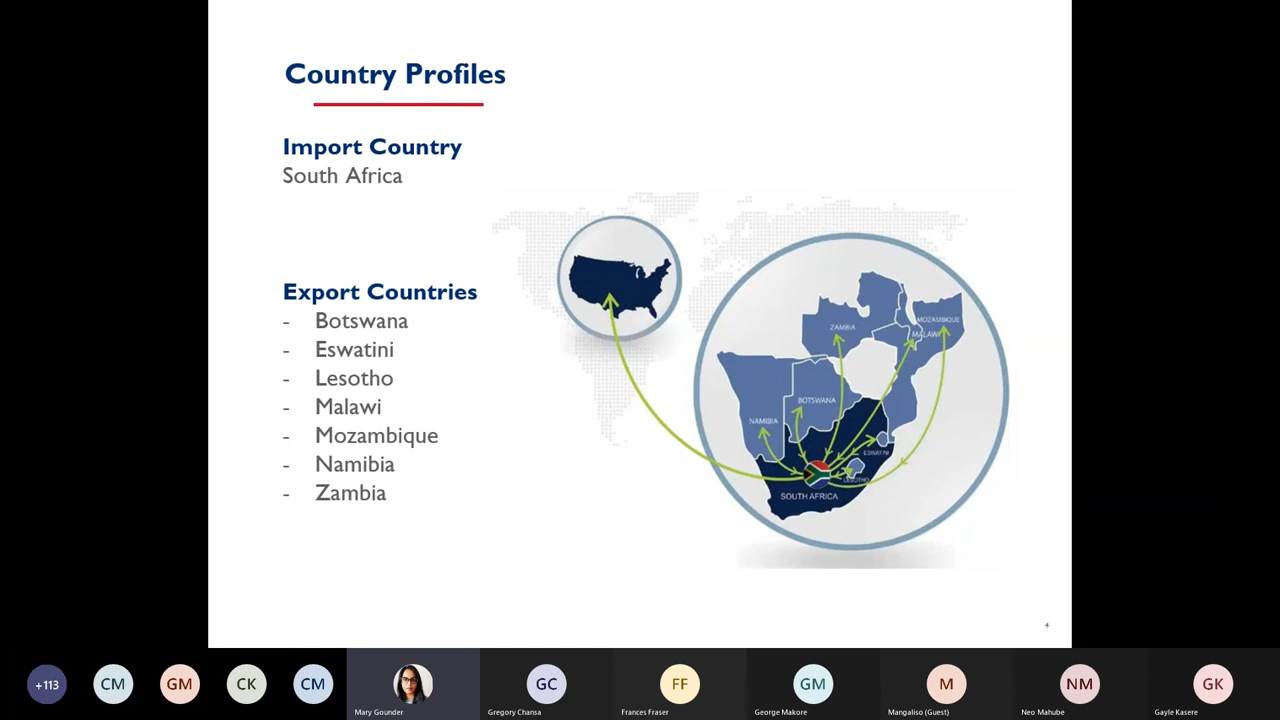 Country Profiles
Import Country
South Africa
Export Countries
- Botswana
- Eswatini
- Lesotho
- Malawi
- Mozambique
- Namibia
- Zambia
ZAMBIA
MOZAMBIQUE
MALAWI
BOTSWANA
NAMIBIA
ESWATINI
LESOTHO
SOUTH AFRICA
4
+113
CM
GM
CK
CM
Mary Gounder
GC
Gregory Chansa
FF
Frances Fraser
GM
George Makore
M
Mangaliso (Guest)
NM
Neo Mahube
GK
Gayle Kasere